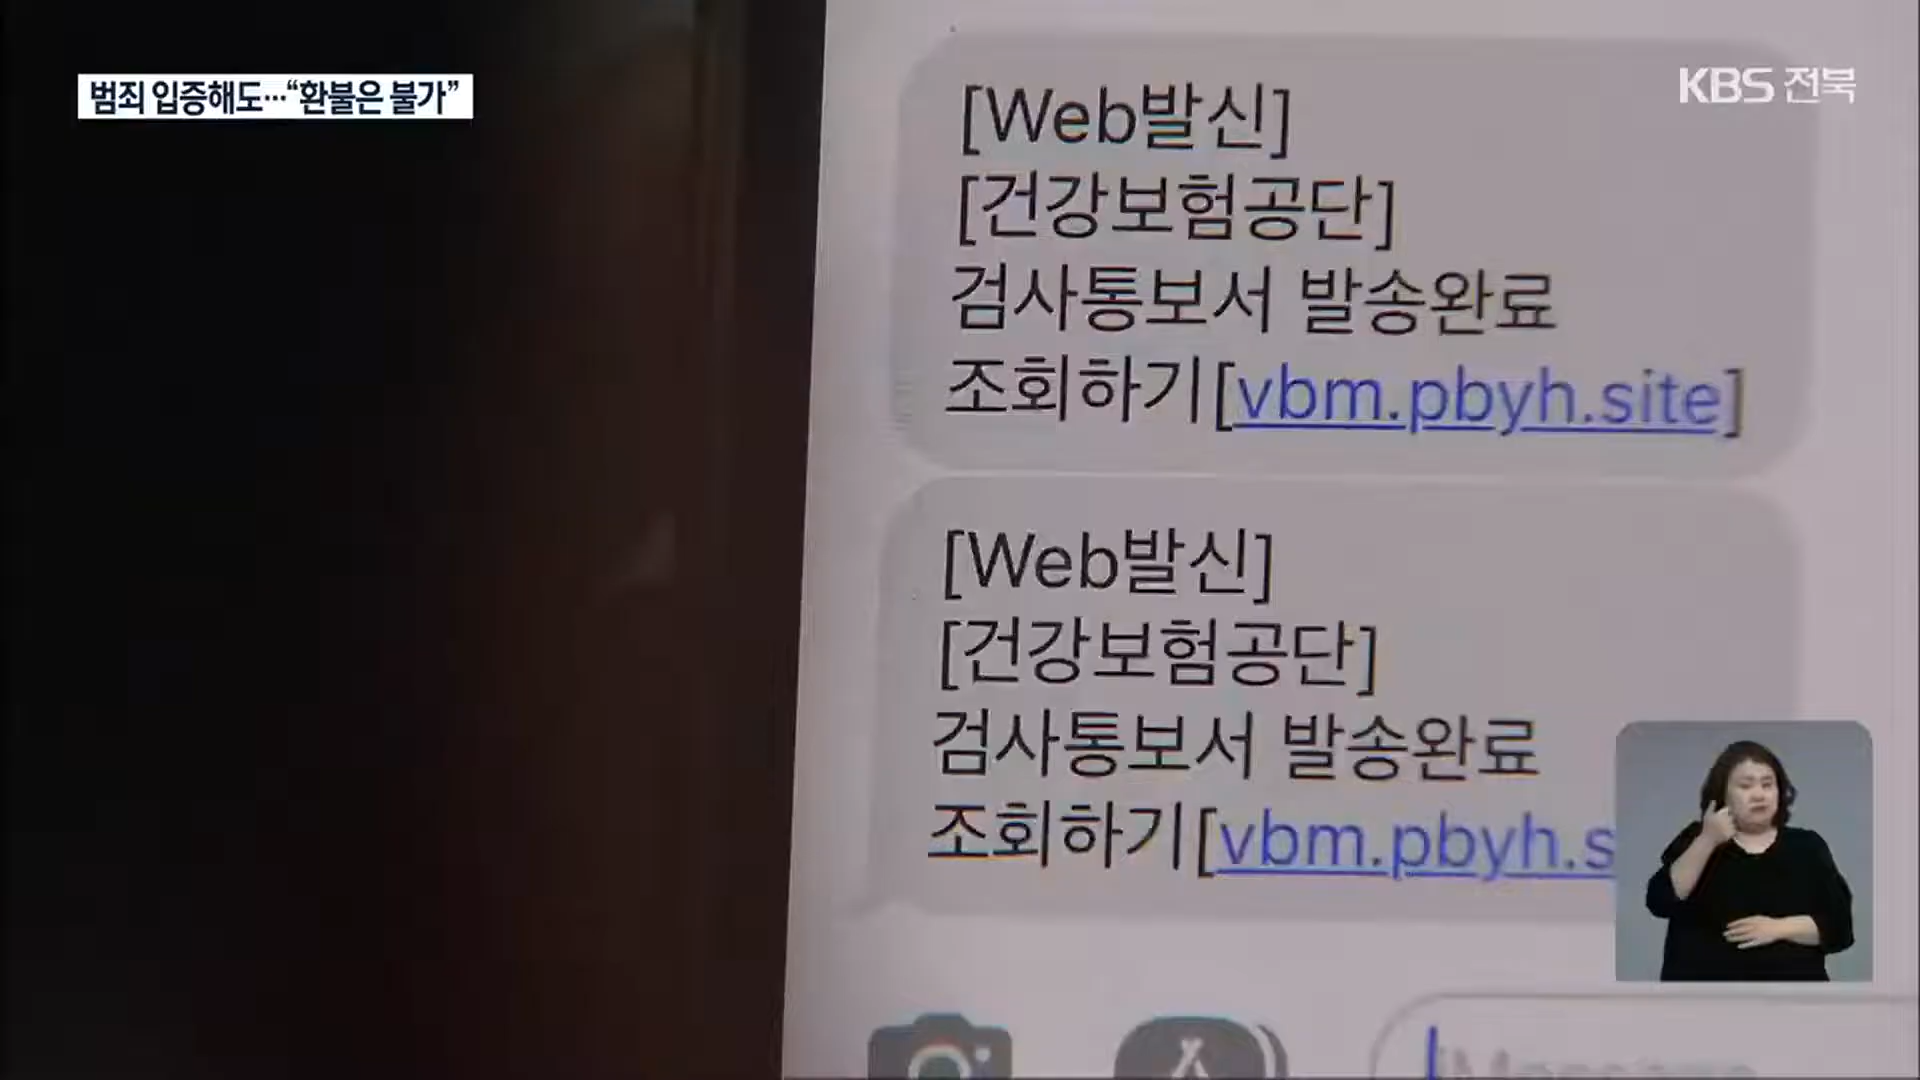 범죄 입증해도…“환불은 불가”
KBS 전북
[Web발신]
[건강보험공단]
검사통보서 발송완료
조회하기[vbm.pbyh.site]
[Web발신]
[건강보험공단]
검사통보서 발송완료
조회하기[vbm.pbyh.s